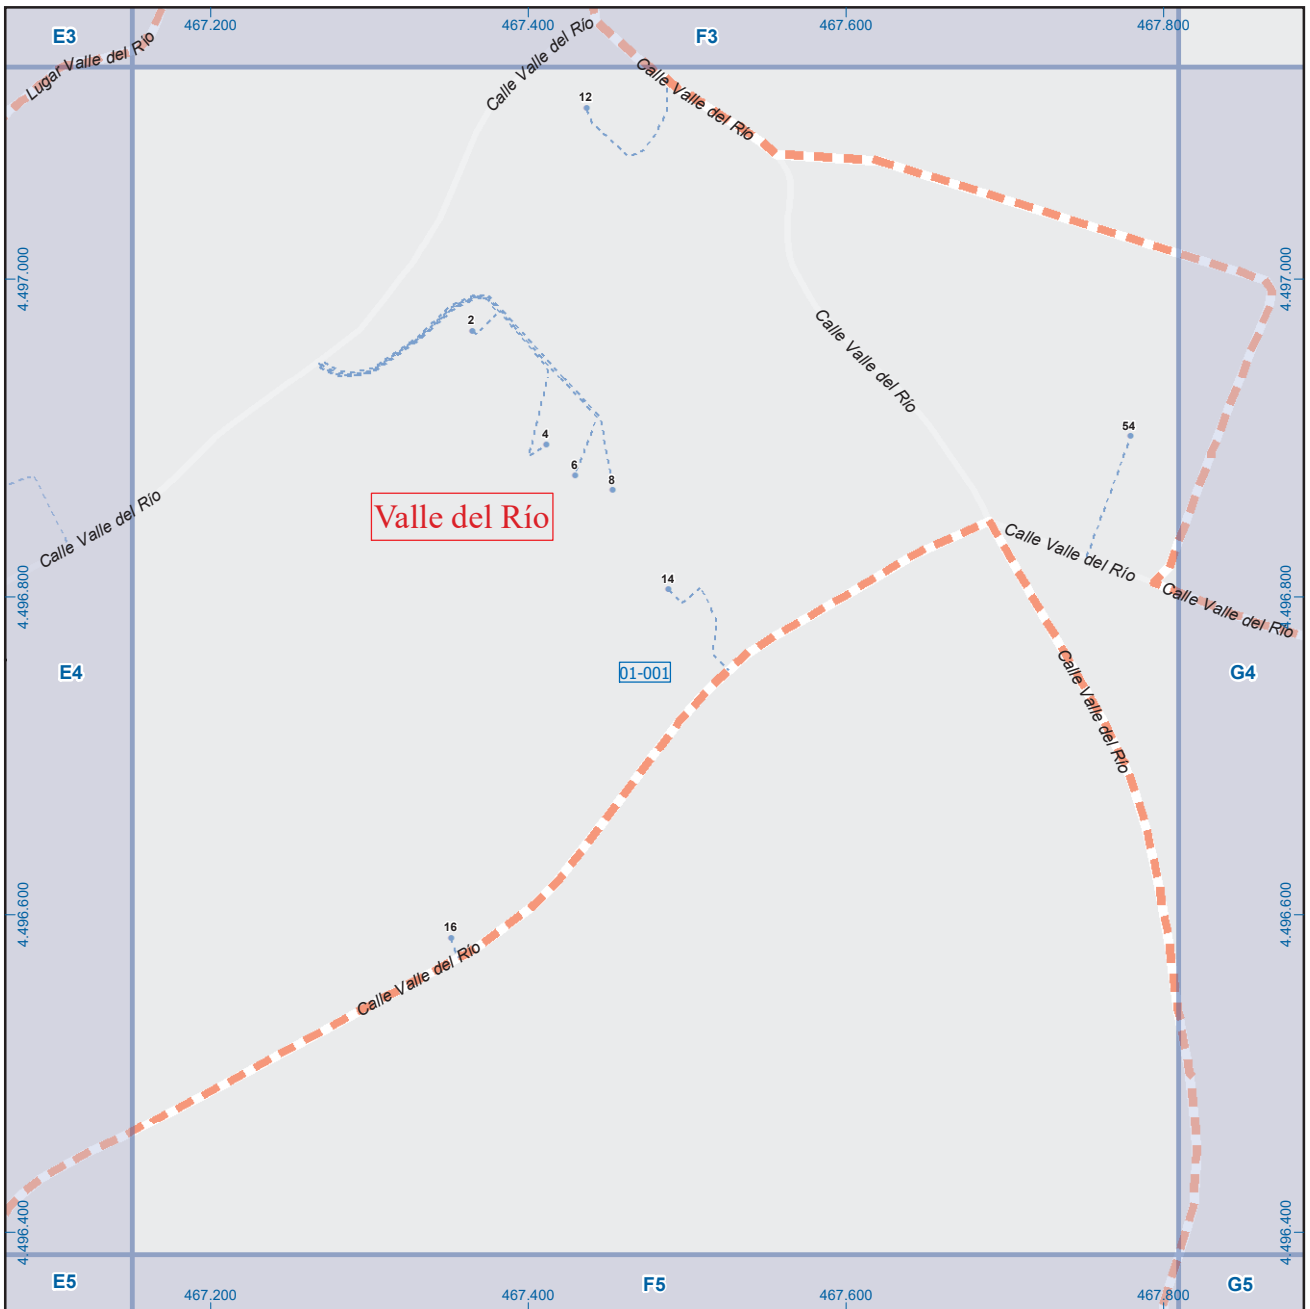 467.200
467.400
467.600
467.800
E3
F3
Lugar Valle del Río
Calle Valle del Río
Calle Valle del Río
12
4.497.000
4.497.000
2
Calle Valle del Río
4
54
6
8
Calle Valle del Río
Valle del Río
Calle Valle del Río
14
4.496.800
4.496.800
Calle Valle del Río
E4
01-001
G4
Calle Valle del Río
4.496.600
4.496.600
16
Calle Valle del Río
4.496.400
4.496.400
E5
F5
G5
467.200
467.400
467.600
467.800